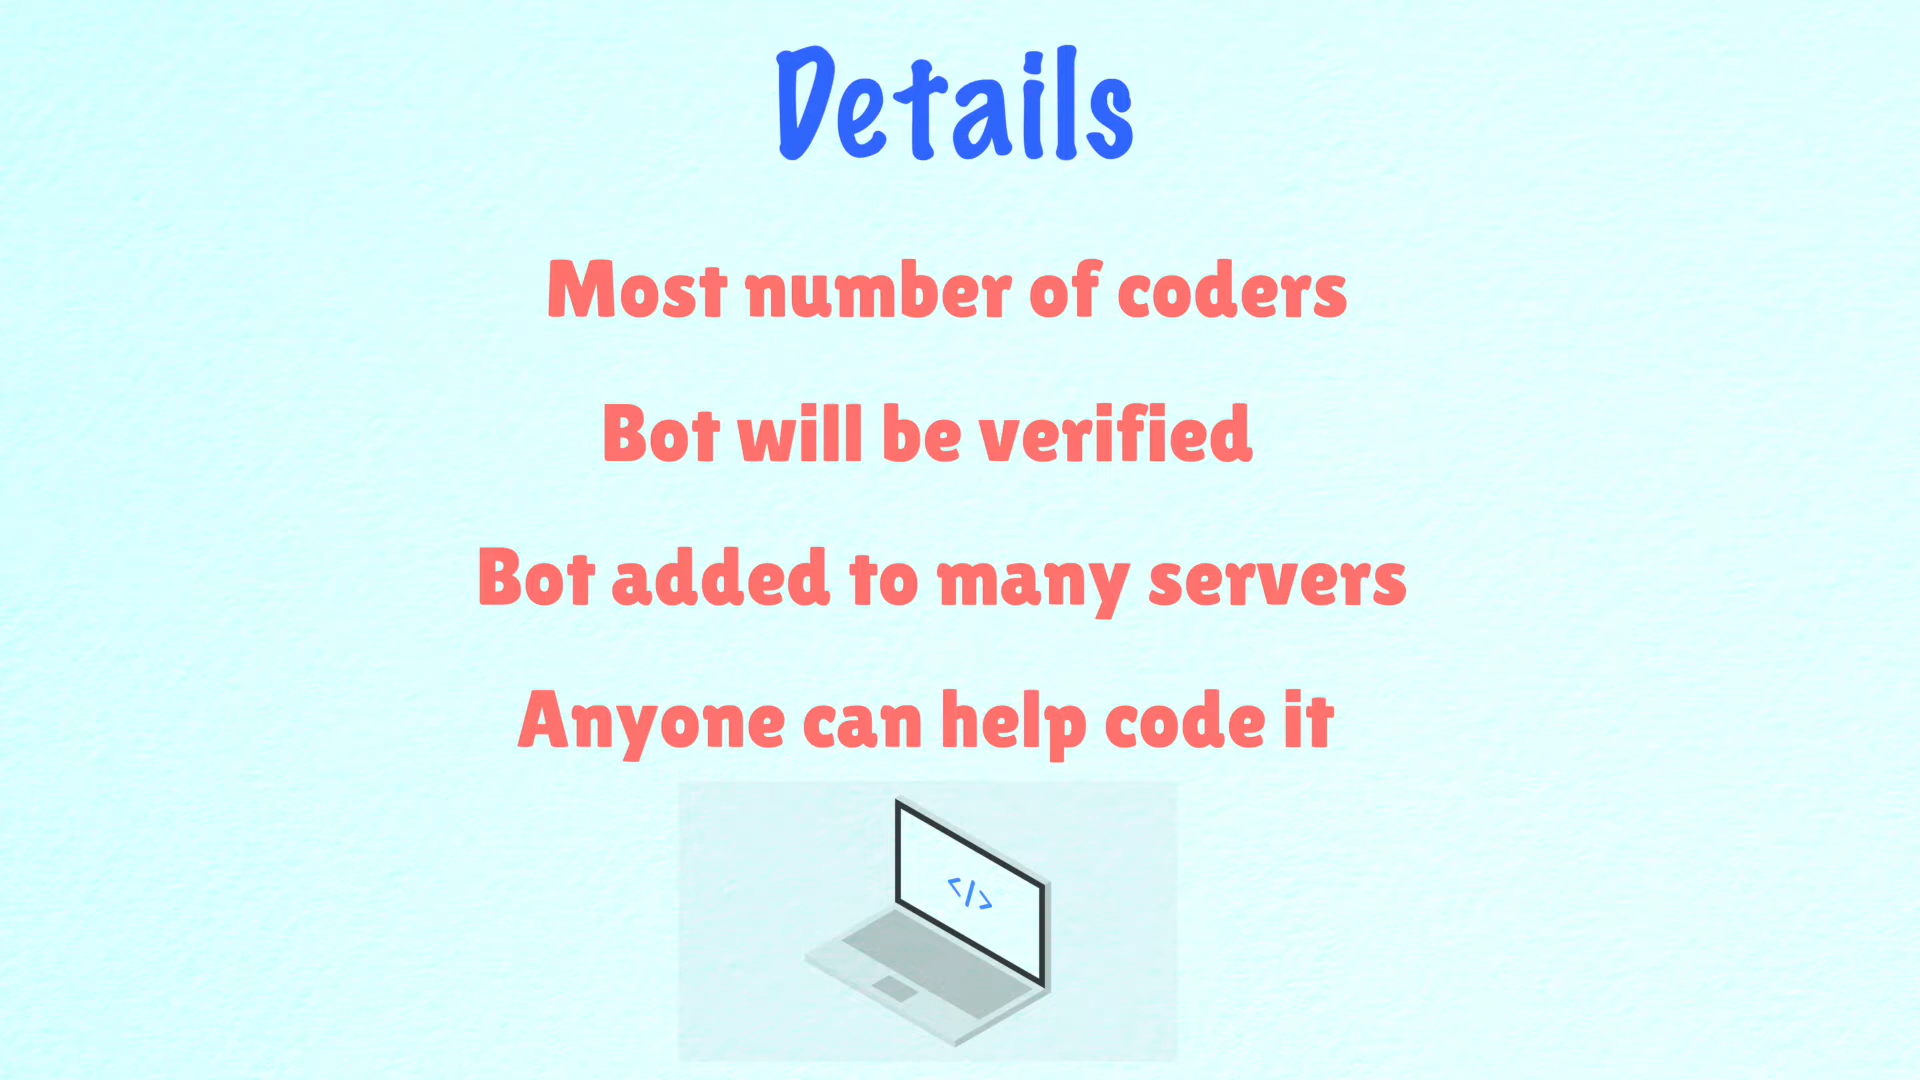 Details
Most number of coders
Bot will be verified
Bot added to many servers
Anyone can help code it
</>